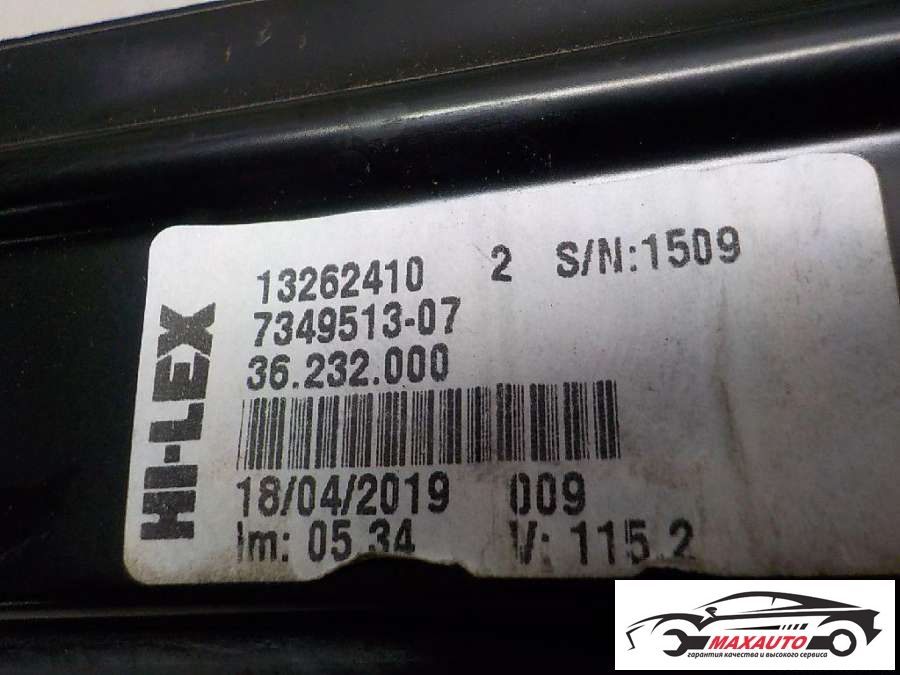 13262410 2 S/N:1509
7349513-07
36.232.000
HI-LEX
18/04/2019 009
Im: 05.34 V: 115.2
MAXAUTO
гарантия качества и высокого сервиса